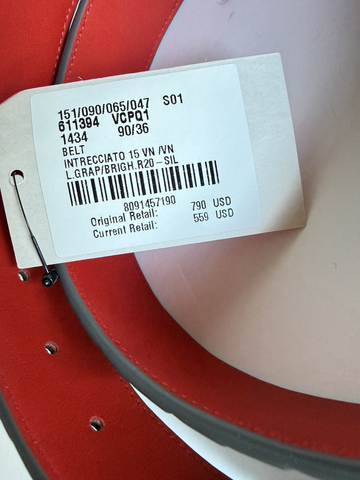 151/090/065/047 S01
611394 VCPQ1
1434 90/36
BELT
INTRECCIATO 15 VN /VN
L.GRAP/BRIGH.R20-SIL
8091457190
Original Retail: 790 USD
Current Retail: 559 USD